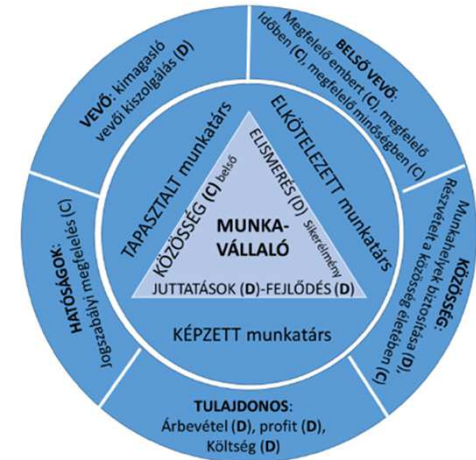 VEVŐ: kimagasló
vevői kiszolgálás (D)
BELSŐ VEVŐ:
Megfelelő embert (C), megfelelő
Időben (C), megfelelő minőségben (C)
KÖZÖSSÉG:
Munkahelyek biztosítása (D),
Részvétel a közösség életében (C)
TULAJDONOS:
Árbevétel (D), profit (D),
Költség (D)
HATÓSÁGOK:
Jogszabályi megfelelés (C)
TAPASZTALT munkatárs
ELKÖTELEZETT munkatárs
KÉPZETT munkatárs
KÖZÖSSÉG (C) belső
ELISMERÉS (D) Sikerélmény
JUTTATÁSOK (D)-FEJLŐDÉS (D)
MUNKA-
VÁLLALÓ